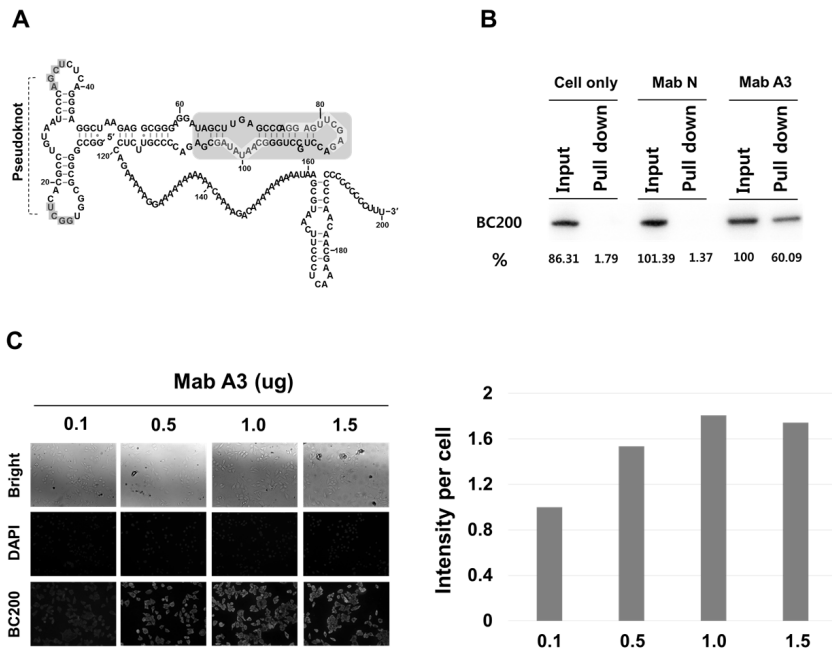 A
B
Pseudoknot
40
60
80
5'
120
20
100
160
140
3'
200
180
Cell only Mab N Mab A3
Input Pull down Input Pull down Input Pull down
BC200
% 86.31 1.79 101.39 1.37 100 60.09
C
Mab A3 (ug)
0.1 0.5 1.0 1.5
Bright
DAPI
BC200
Intensity per cell
2
1.6
1.2
0.8
0.4
0
0.1 0.5 1.0 1.5